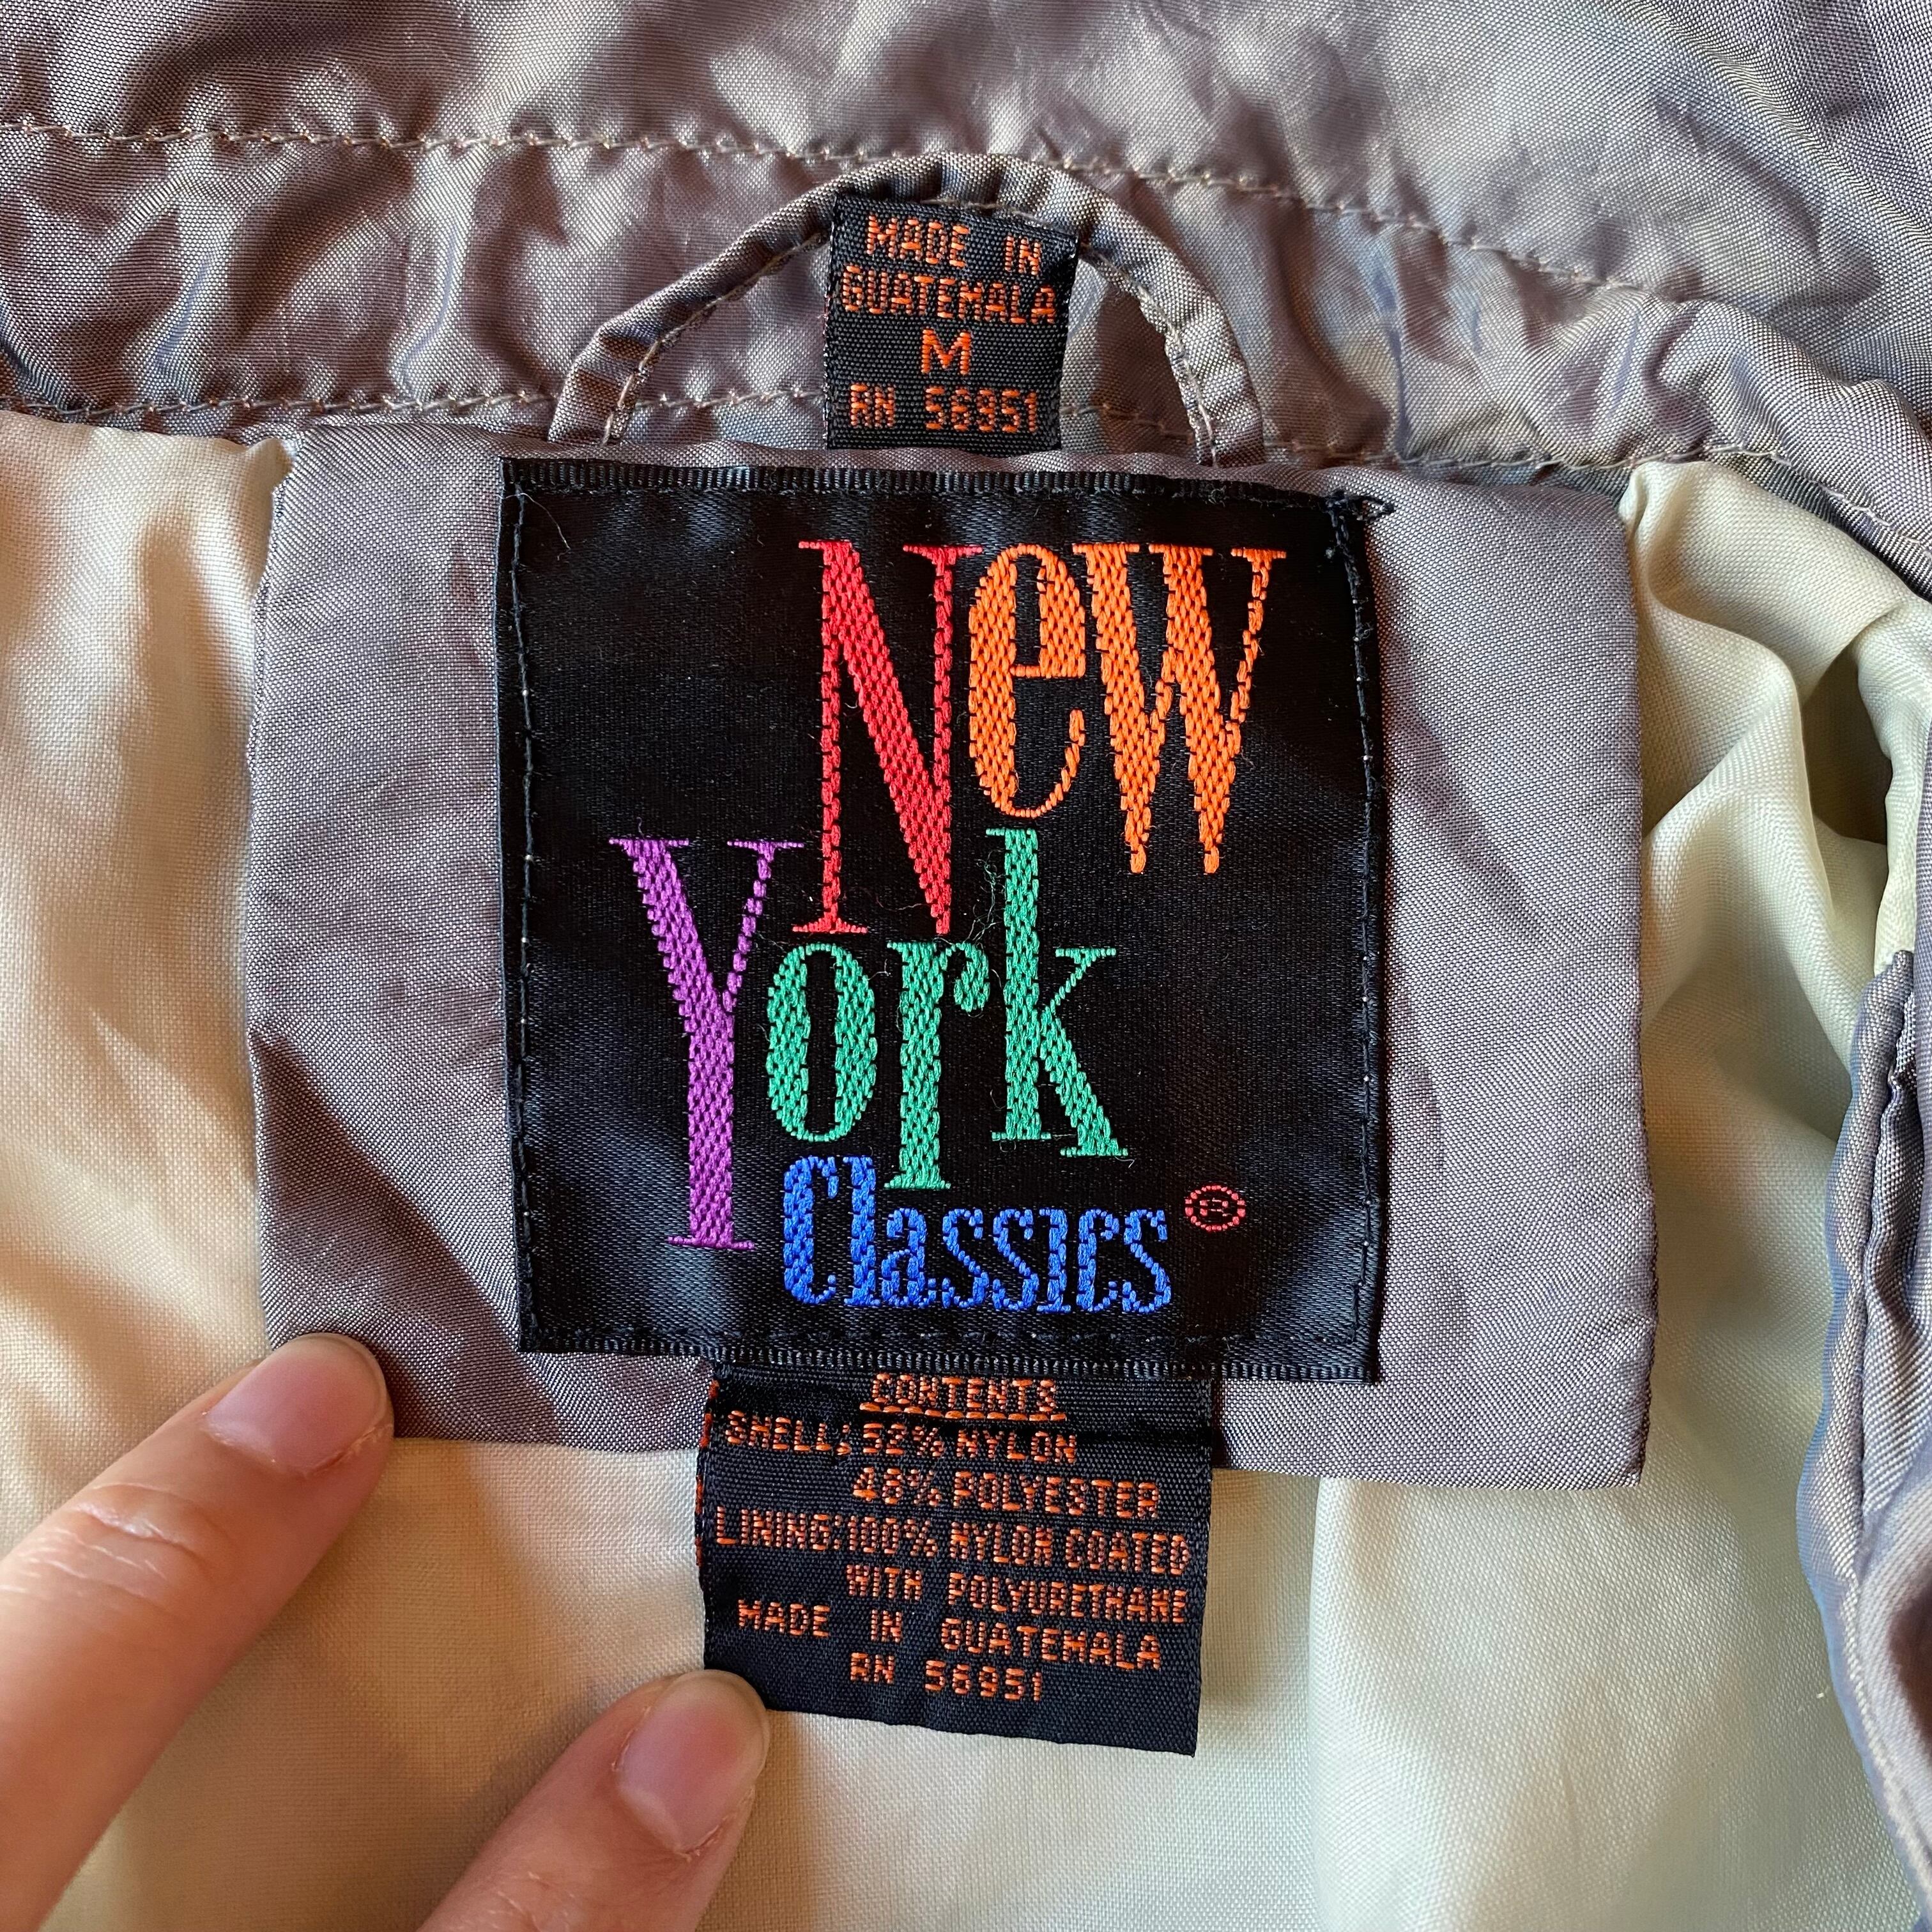 MADE IN
GUATEMALA
M
RN 56951
New
York
Classics ®
CONTENTS
SHELL; 52% NYLON
48% POLYESTER
LINING:100% NYLON COATED
WITH POLYURETHANE
MADE IN GUATEMALA
RN 56951